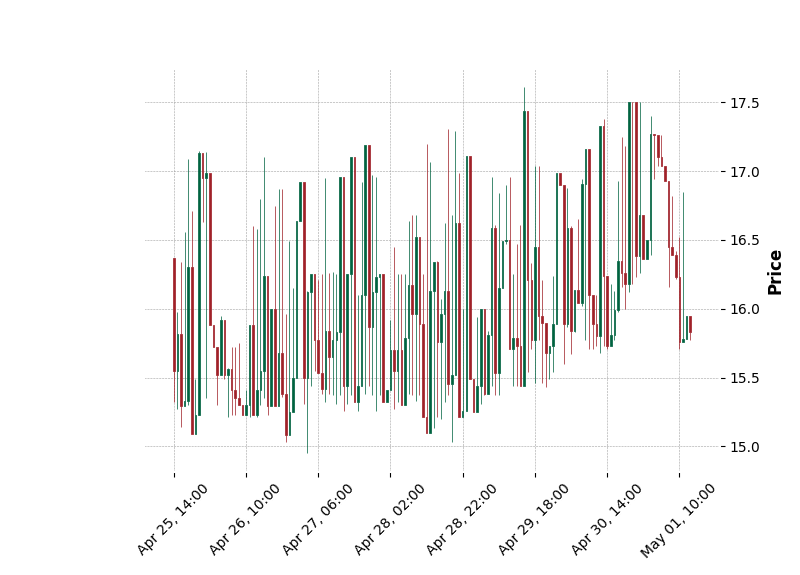 17.5
17.0
16.5
16.0
15.5
15.0
Price
Apr 25, 14:00
Apr 26, 10:00
Apr 27, 06:00
Apr 28, 02:00
Apr 28, 22:00
Apr 29, 18:00
Apr 30, 14:00
May 01, 10:00